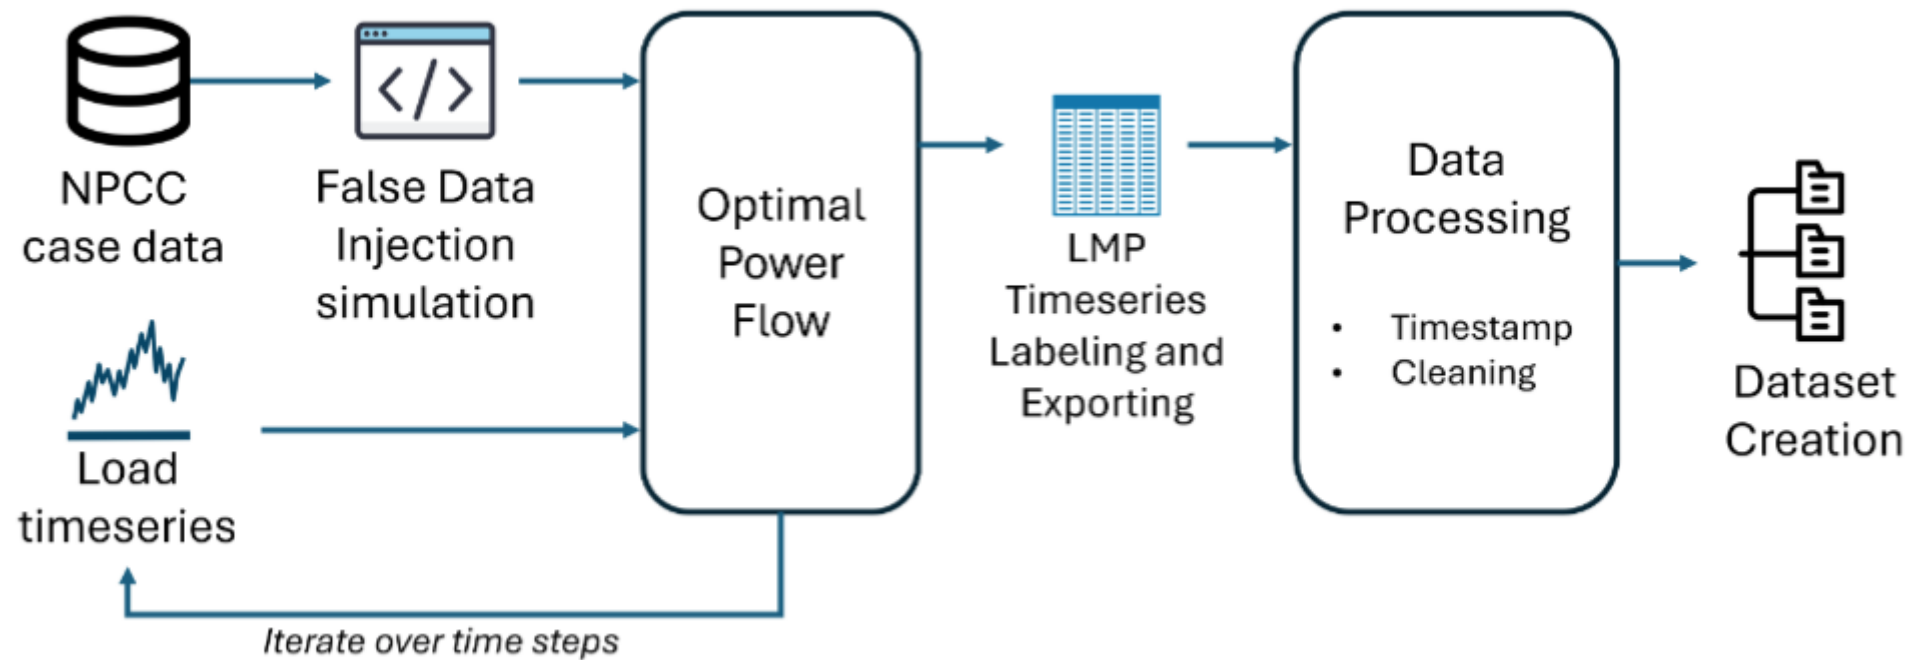 NPCC
case data
False Data
Injection
simulation
Load
timeseries
Iterate over time steps
Optimal
Power
Flow
LMP
Timeseries
Labeling and
Exporting
Data
Processing
• Timestamp
• Cleaning
Dataset
Creation